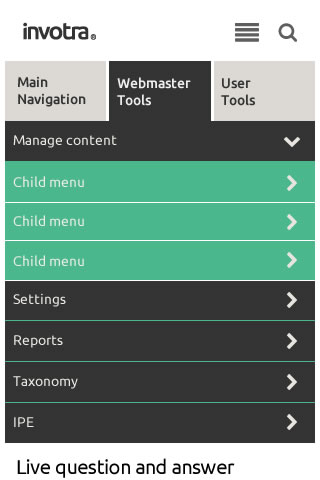 invotra®
Main
Navigation
Webmaster
Tools
User
Tools
Manage content
Child menu
Child menu
Child menu
Settings
Reports
Taxonomy
IPE
Live question and answer